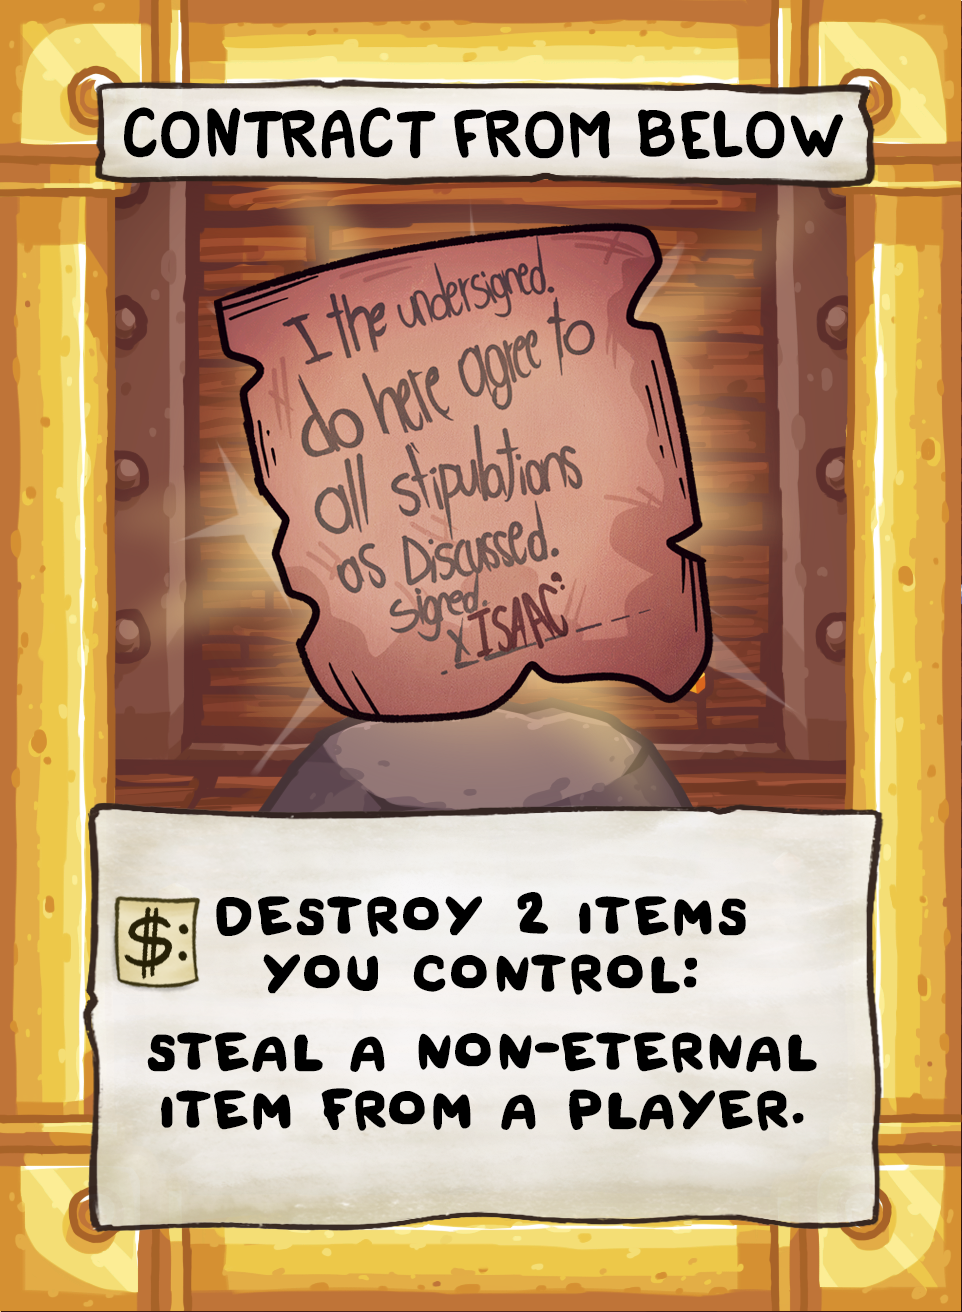 CONTRACT FROM BELOW
I the undersigned.
do here agree to
all stipulations
as Discussed.
signed.
X ISAAC
$: DESTROY 2 ITEMS
YOU CONTROL:
STEAL A NON-ETERNAL
ITEM FROM A PLAYER.